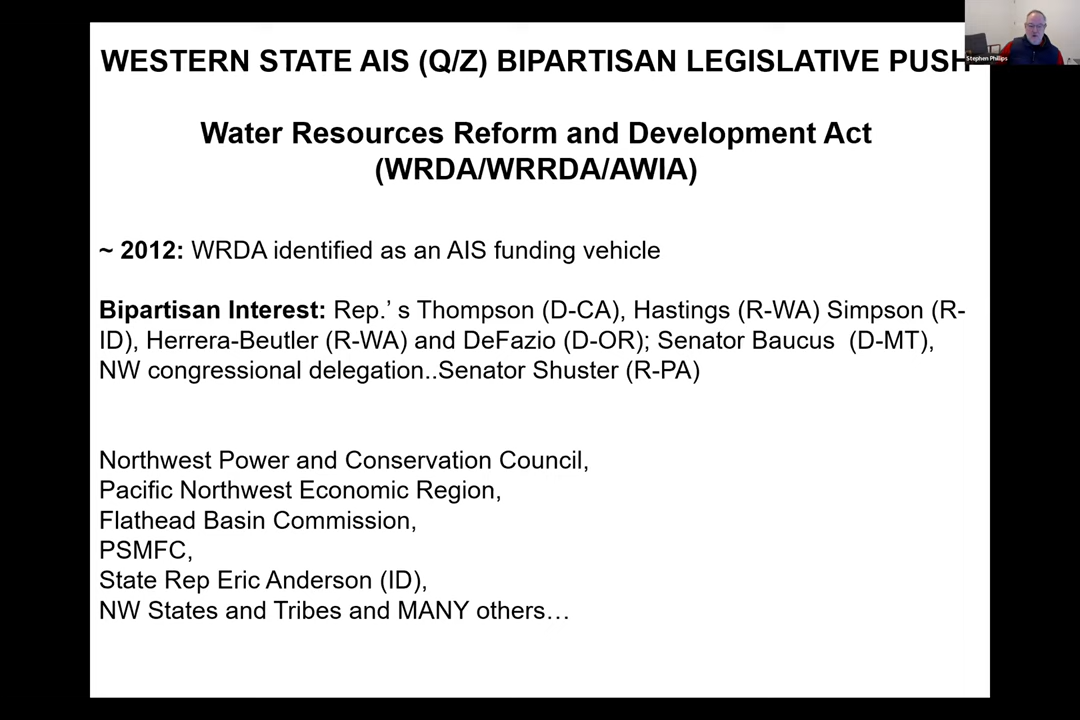 WESTERN STATE AIS (Q/Z) BIPARTISAN LEGISLATIVE PUSH
Stephen Phillips
Water Resources Reform and Development Act
(WRDA/WRRDA/AWIA)
~ 2012: WRDA identified as an AIS funding vehicle
Bipartisan Interest: Rep.’ s Thompson (D-CA), Hastings (R-WA) Simpson (R-
ID), Herrera-Beutler (R-WA) and DeFazio (D-OR); Senator Baucus (D-MT),
NW congressional delegation..Senator Shuster (R-PA)
Northwest Power and Conservation Council,
Pacific Northwest Economic Region,
Flathead Basin Commission,
PSMFC,
State Rep Eric Anderson (ID),
NW States and Tribes and MANY others…